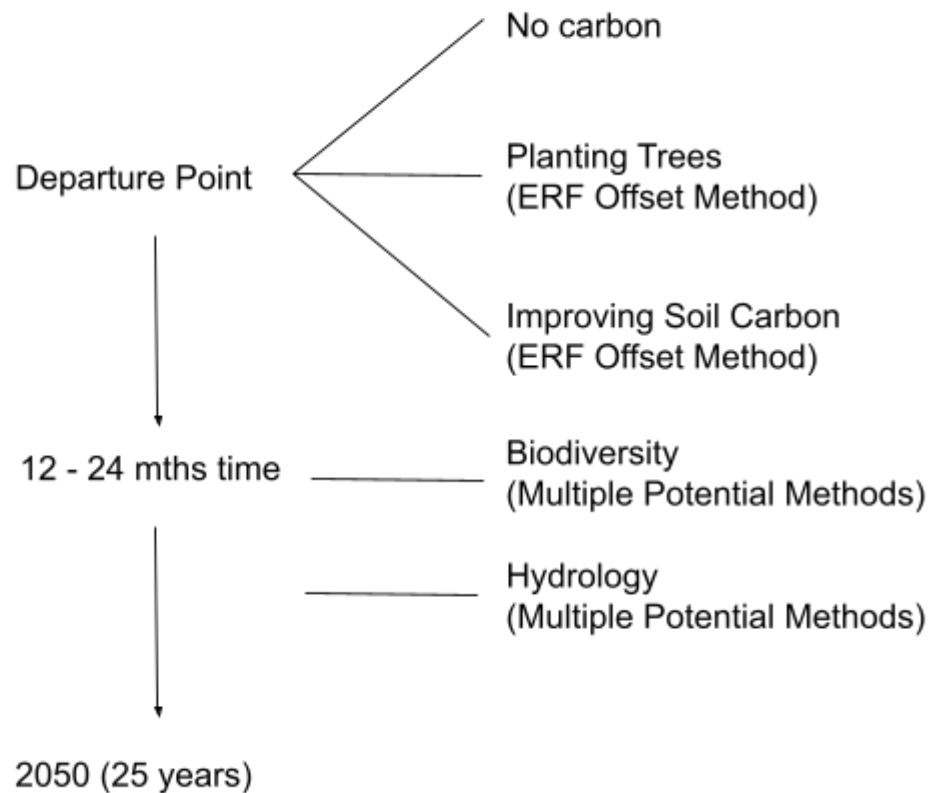 No carbon
Departure Point
Planting Trees
(ERF Offset Method)
Improving Soil Carbon
(ERF Offset Method)
12 - 24 mths time
Biodiversity
(Multiple Potential Methods)
Hydrology
(Multiple Potential Methods)
2050 (25 years)